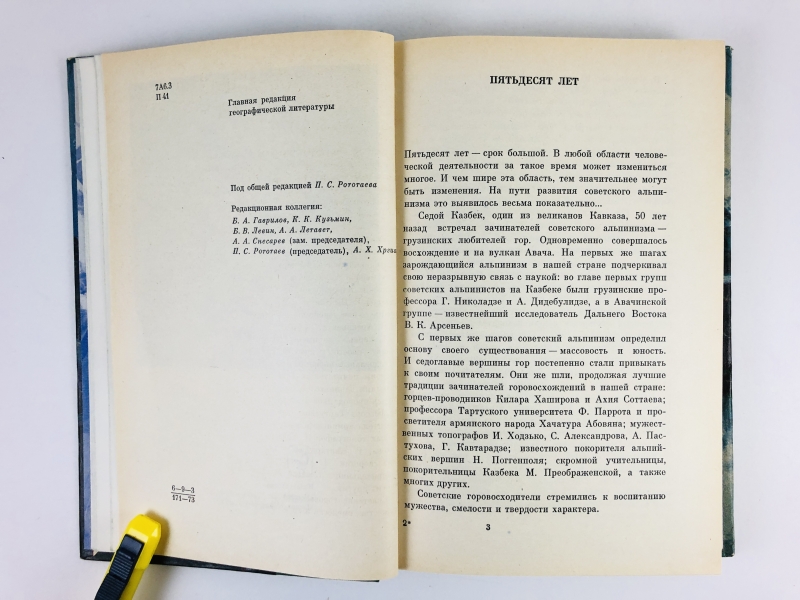 7А6.3
П 41
Главная редакция
географической литературы
Под общей редакцией П. С. Рототаева
Редакционная коллегия:
Б. А. Гаврилов, К. К. Кузьмин,
Б. В. Левин, А. А. Летавет,
А. А. Снесарев (зам. председателя),
П. С. Рототаев (председатель), А. Х.
6—9—3
171—73
ПЯТЬДЕСЯТ ЛЕТ
Пятьдесят лет — срок большой. В любой области челове-
ческой деятельности за такое время может измениться
многое. И чем шире эта область, тем значительнее могут
быть изменения. На пути развития советского альпи-
низма это выявилось весьма показательно...
Седой Казбек, один из великанов Кавказа, 50 лет
назад встречал зачинателей советского альпинизма —
грузинских любителей гор. Одновременно совершалось
восхождение и на вулкан Авача. На первых же шагах
зарождающийся альпинизм в нашей стране подчеркивал
свою неразрывную связь с наукой: во главе первых групп
советских альпинистов на Казбеке были грузинские про-
фессора Г. Николадзе и А. Дидебулидзе, а в Авачинской
группе — известнейший исследователь Дальнего Востока
В. К. Арсеньев.
С первых же шагов советский альпинизм определил
основу своего существования — массовость и юность.
И седоглавые вершины гор постепенно стали привыкать
к своим почитателям. Они же шли, продолжая лучшие
традиции зачинателей горовосхождений в нашей стране:
горцев-проводников Килара Хаширова и Ахия Соттаева;
профессора Тартуского университета Ф. Паррота и про-
светителя армянского народа Хачатура Абовяна; мужест-
венных топографов И. Ходзько, С. Александрова, А. Пас-
тухова, Г. Кавтарадзе; известного покорителя альпий-
ских вершин Н. Поггенполя; скромной учительницы,
покорительницы Казбека М. Преображенской, а также
многих других.
Советские горовосходители стремились к воспитанию
мужества, смелости и твердости характера.
2*
3